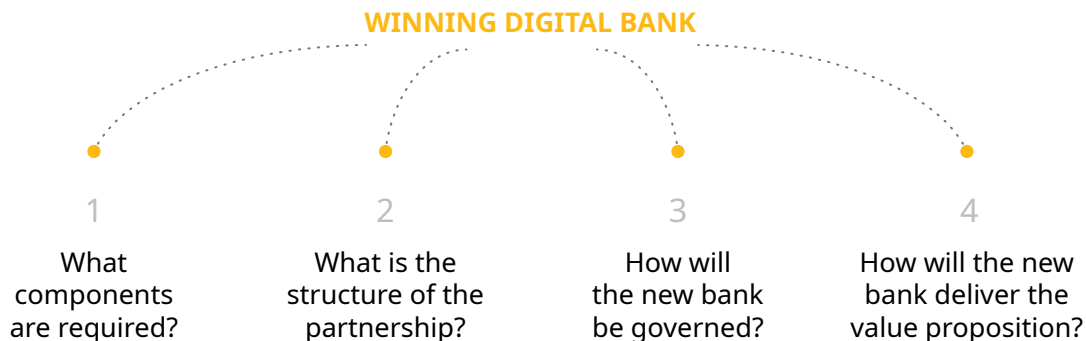 WINNING DIGITAL BANK
1
What
components
are required?
2
What is the
structure of the
partnership?
3
How will
the new bank
be governed?
4
How will the new
bank deliver the
value proposition?